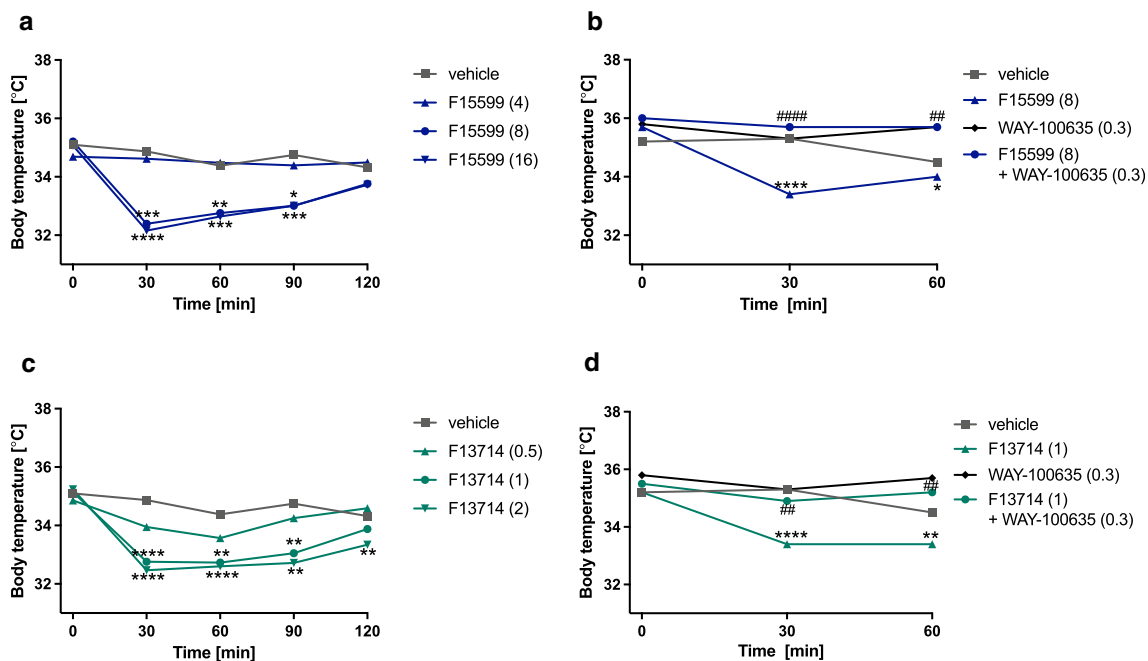 a
38
36
34
32
Body temperature [°C]
***
****
**
***
*
***
0 30 60 90 120
Time [min]
vehicle
F15599 (4)
F15599 (8)
F15599 (16)
b
38
36
34
32
Body temperature [°C]
####
##
****
*
0 30 60
Time [min]
vehicle
F15599 (8)
WAY-100635 (0.3)
F15599 (8)
+ WAY-100635 (0.3)
c
38
36
34
32
Body temperature [°C]
****
****
**
****
**
**
**
0 30 60 90 120
Time [min]
vehicle
F13714 (0.5)
F13714 (1)
F13714 (2)
d
38
36
34
32
Body temperature [°C]
##
##
****
**
0 30 60
Time [min]
vehicle
F13714 (1)
WAY-100635 (0.3)
F13714 (1)
+ WAY-100635 (0.3)